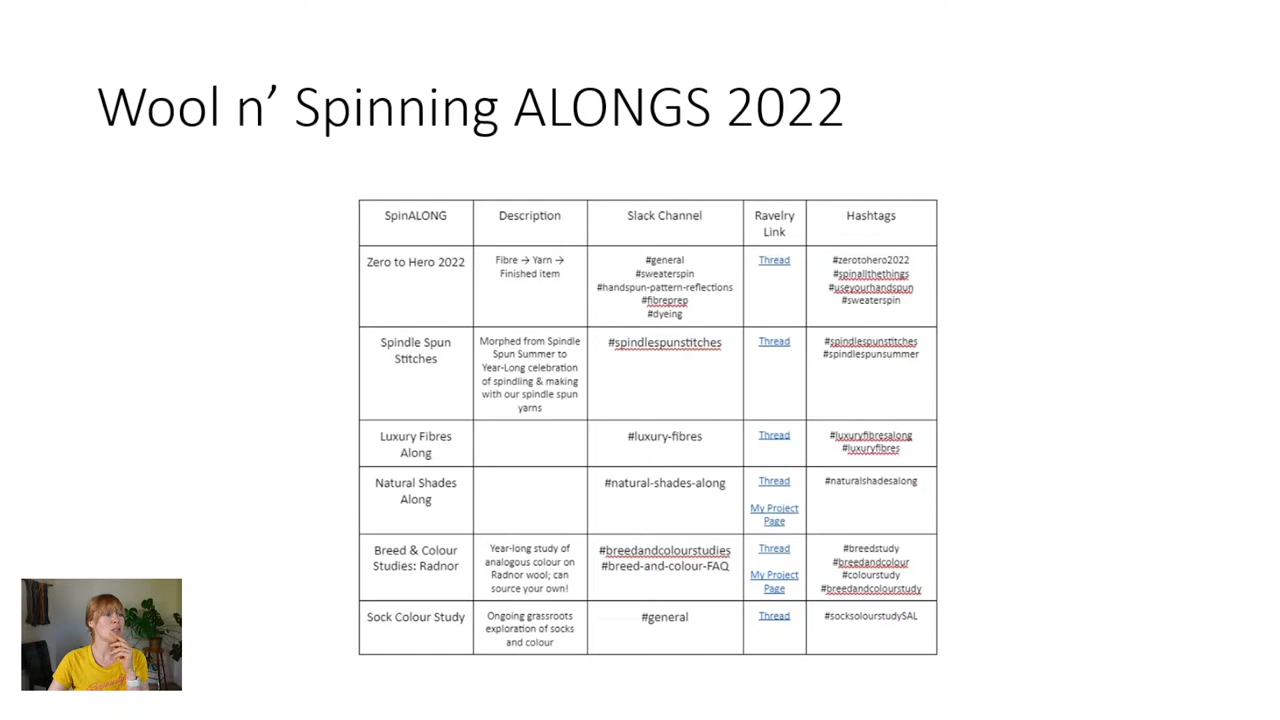 Wool n’ Spinning ALONGS 2022
SpinALONG
Description
Slack Channel
Ravelry
Link
Hashtags
Zero to Hero 2022
Fibre → Yarn →
Finished item
#general
#sweaterspin
#handspun-pattern-reflections
#fibreprep
#dyeing
Thread
#zerotohero2022
#spinallthethings
#useyourhandspun
#sweaterspin
Spindle Spun
Stitches
Morphed from Spindle
Spun Summer to
Year-Long celebration
of spindling & making
with our spindle spun
yarns
#spindlespunstitches
Thread
#spindlespunstitches
#spindlespunsummer
Luxury Fibres
Along
#luxury-fibres
Thread
#luxuryfibresalong
#luxuryfibres
Natural Shades
Along
#natural-shades-along
Thread
My Project
Page
#naturalshadesalong
Breed & Colour
Studies: Radnor
Year-long study of
analogous colour on
Radnor wool; can
source your own!
#breedandcolourstudies
#breed-and-colour-FAQ
Thread
My Project
Page
#breedstudy
#breedandcolour
#colourstudy
#breedandcolourstudy
Sock Colour Study
Ongoing grassroots
exploration of socks
and colour
#general
Thread
#sockscolourstudySAL